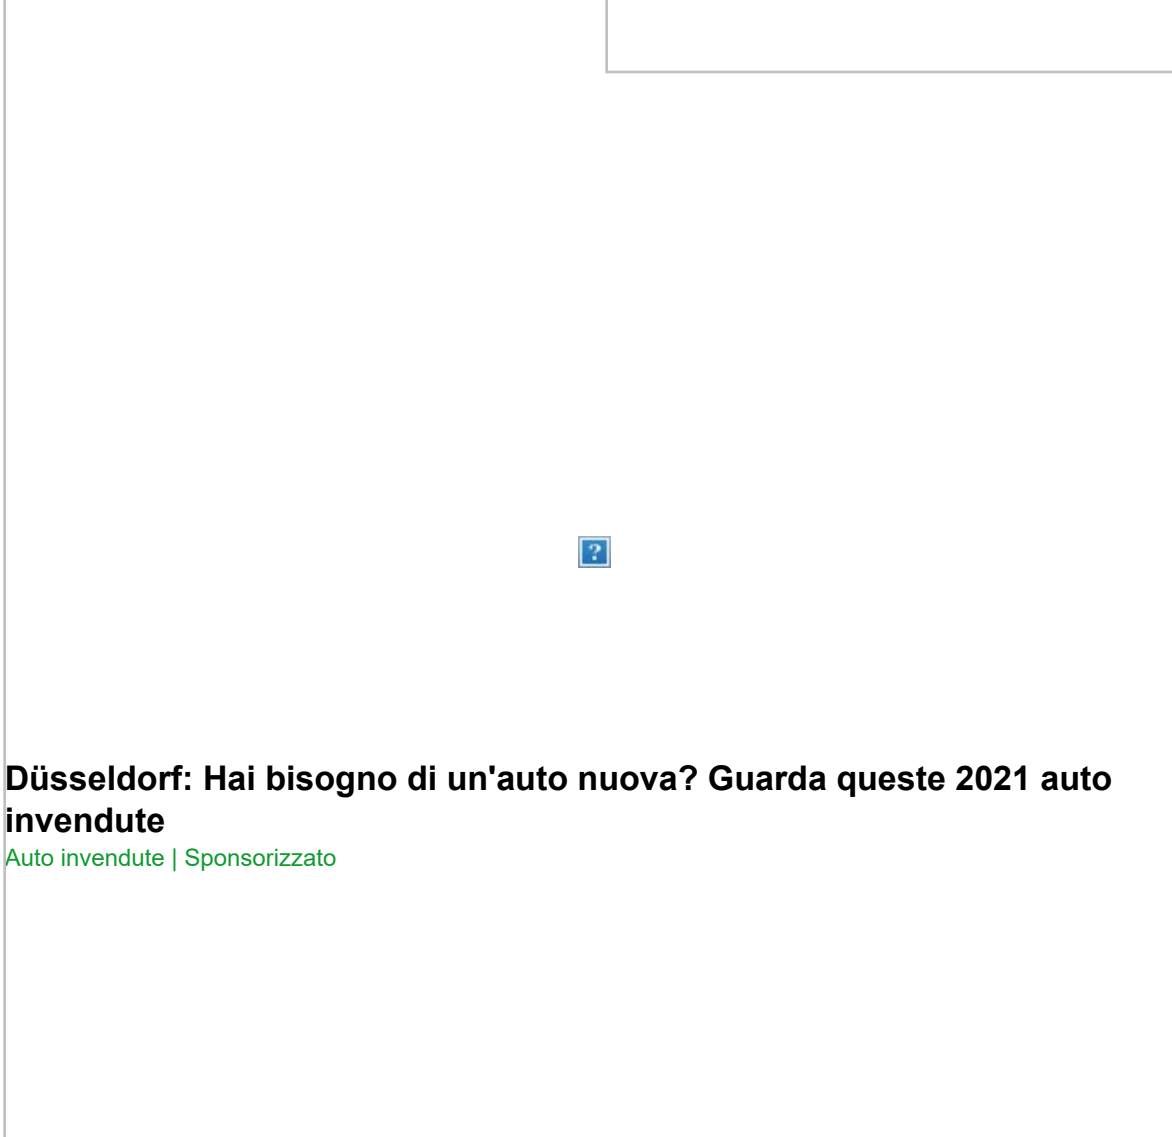 Düsseldorf: Hai bisogno di un'auto nuova? Guarda queste 2021 auto
invendute
Auto invendute | Sponsorizzato